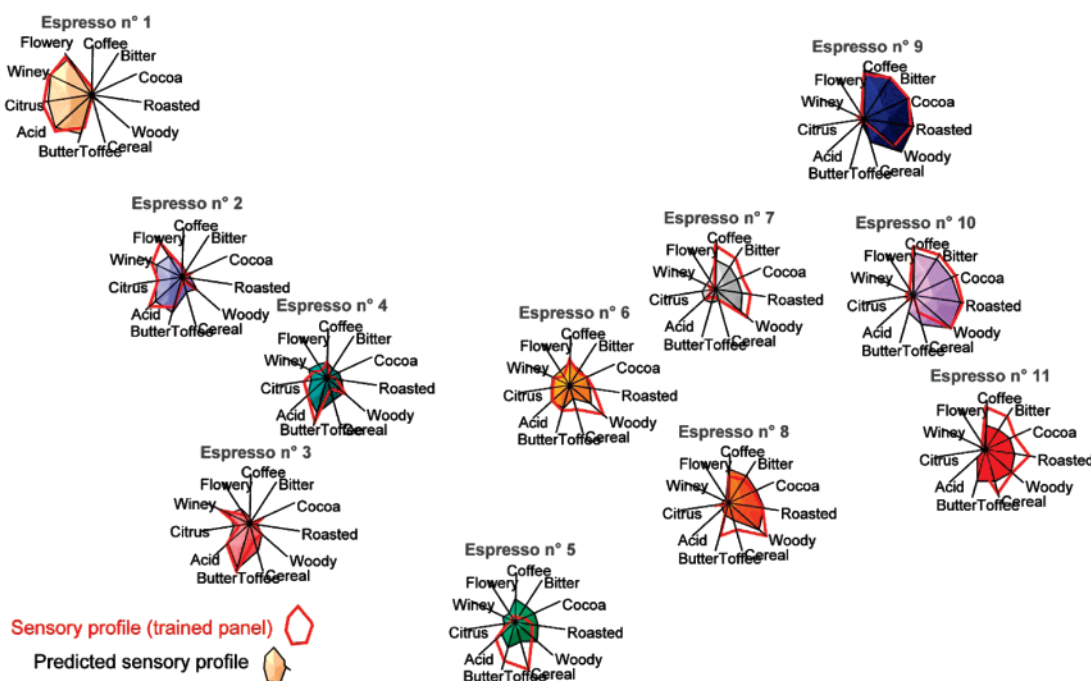 Espresso n° 1
Flowery
Coffee
Bitter
Winey
Cocoa
Citrus
Roasted
Acid
Woody
ButterToffee
Cereal
Espresso n° 9
Coffee
Flowery
Bitter
Winey
Cocoa
Citrus
Roasted
Acid
Woody
ButterToffee
Cereal
Espresso n° 2
Coffee
Flowery
Bitter
Winey
Cocoa
Citrus
Roasted
Acid
Woody
ButterToffee
Cereal
Espresso n° 7
Coffee
Flowery
Bitter
Winey
Cocoa
Citrus
Roasted
Acid
Woody
ButterToffee
Cereal
Espresso n° 10
Coffee
Flowery
Bitter
Winey
Cocoa
Citrus
Roasted
Acid
Woody
ButterToffee
Cereal
Espresso n° 4
Coffee
Flowery
Bitter
Winey
Cocoa
Citrus
Roasted
Acid
Woody
ButterToffee
Cereal
Espresso n° 6
Coffee
Flowery
Bitter
Winey
Cocoa
Citrus
Roasted
Acid
Woody
ButterToffee
Cereal
Espresso n° 11
Coffee
Flowery
Bitter
Winey
Cocoa
Citrus
Roasted
Acid
Woody
ButterToffee
Cereal
Espresso n° 3
Coffee
Flowery
Bitter
Winey
Cocoa
Citrus
Roasted
Acid
Woody
ButterToffee
Cereal
Espresso n° 8
Coffee
Flowery
Bitter
Winey
Cocoa
Citrus
Roasted
Acid
Woody
ButterToffee
Cereal
Espresso n° 5
Coffee
Flowery
Bitter
Winey
Cocoa
Citrus
Roasted
Acid
Woody
ButterToffee
Cereal
Sensory profile (trained panel)
Predicted sensory profile